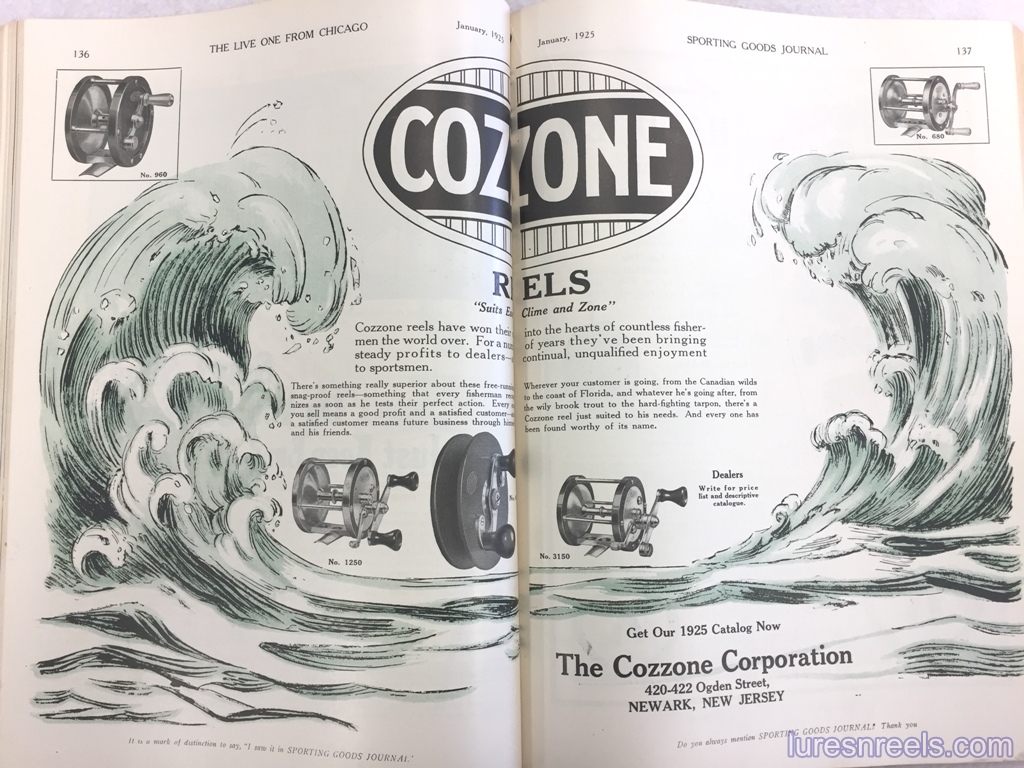 136
THE LIVE ONE FROM CHICAGO
January, 1925
January, 1925
SPORTING GOODS JOURNAL
137
No. 960
COZZONE
No. 680
REELS
"Suits Clime and Zone"
Cozzone reels have won their into the hearts of countless fisher-
men the world over. For a of years they've been bringing
steady profits to dealers— continual, unqualified enjoyment
to sportsmen.
There's something really superior about these
snag-proof reels—something that every fisherman
nizes as soon as he tests their perfect action. Every
you sell means a good profit and a satisfied customer—
a satisfied customer means future business through him
and his friends.
Wherever your customer is going, from the Canadian wilds
to the coast of Florida, and whatever he's going after, from
the wily brook trout to the hard-fighting tarpon, there's a
Cozzone reel just suited to his needs. And every one has
been found worthy of its name.
No. 1250
No. 3150
Dealers
Write for price
list and descriptive
catalogue.
Get Our 1925 Catalog Now
The Cozzone Corporation
420-422 Ogden Street,
NEWARK, NEW JERSEY
It is a mark of distinction to say, "I saw it in SPORTING GOODS JOURNAL."
Do you always mention SPORTING GOODS JOURNAL? Thank you
luresnreels.com